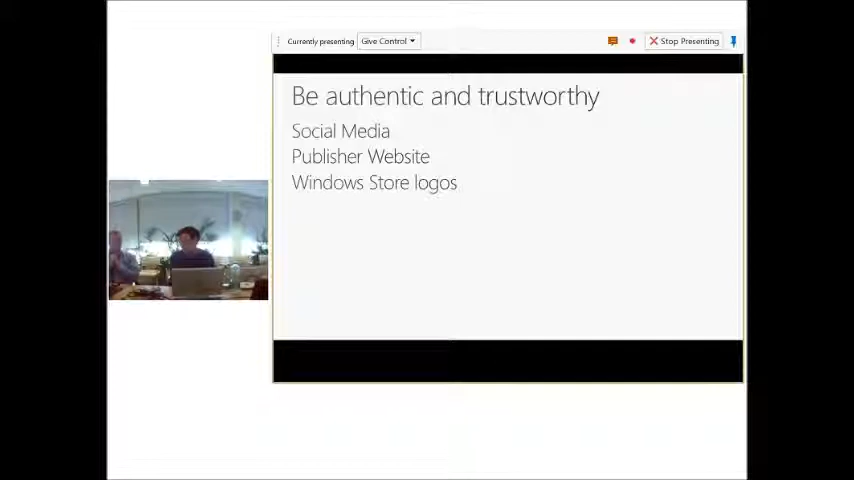 Currently presenting Give Control Stop Presenting
Be authentic and trustworthy
Social Media
Publisher Website
Windows Store logos